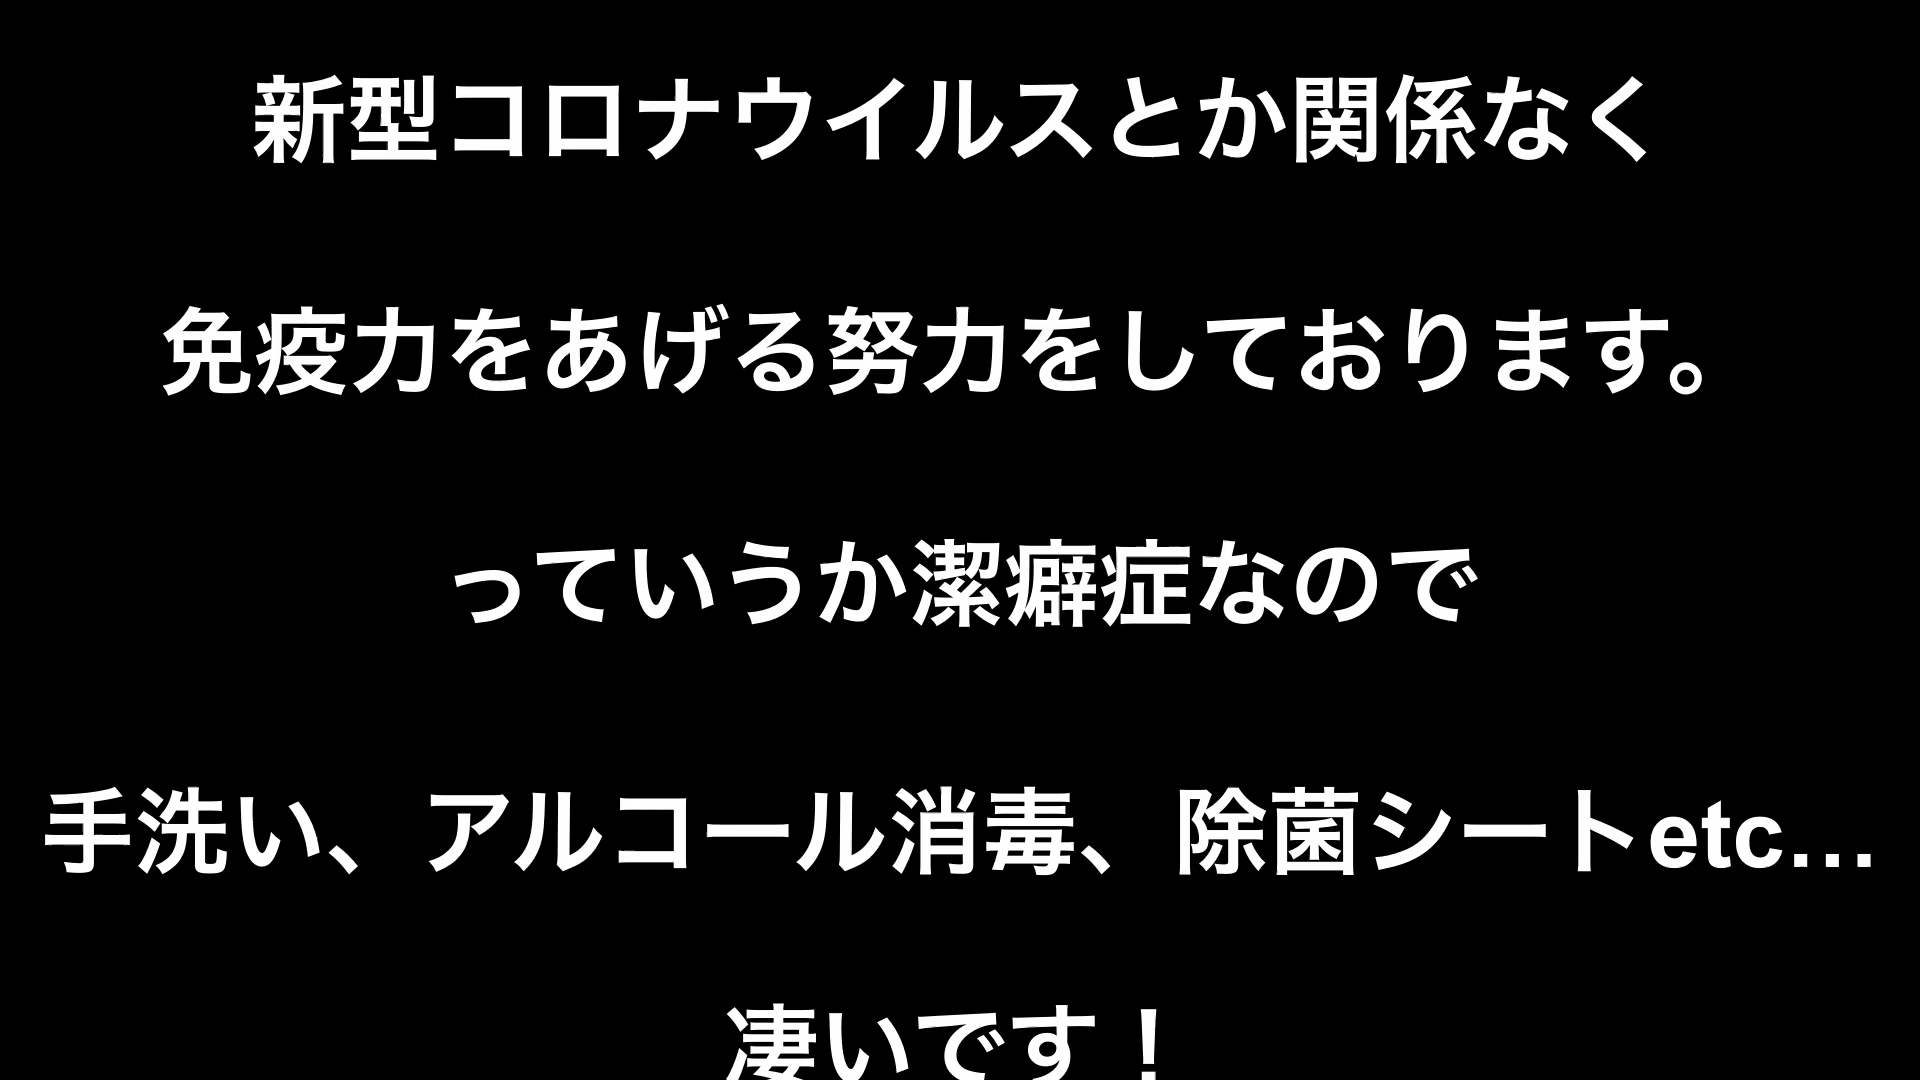 新型コロナウイルスとか関係なく
免疫力をあげる努力をしております。
っていうか潔癖症なので
手洗い、アルコール消毒、除菌シートetc…
凄いです！